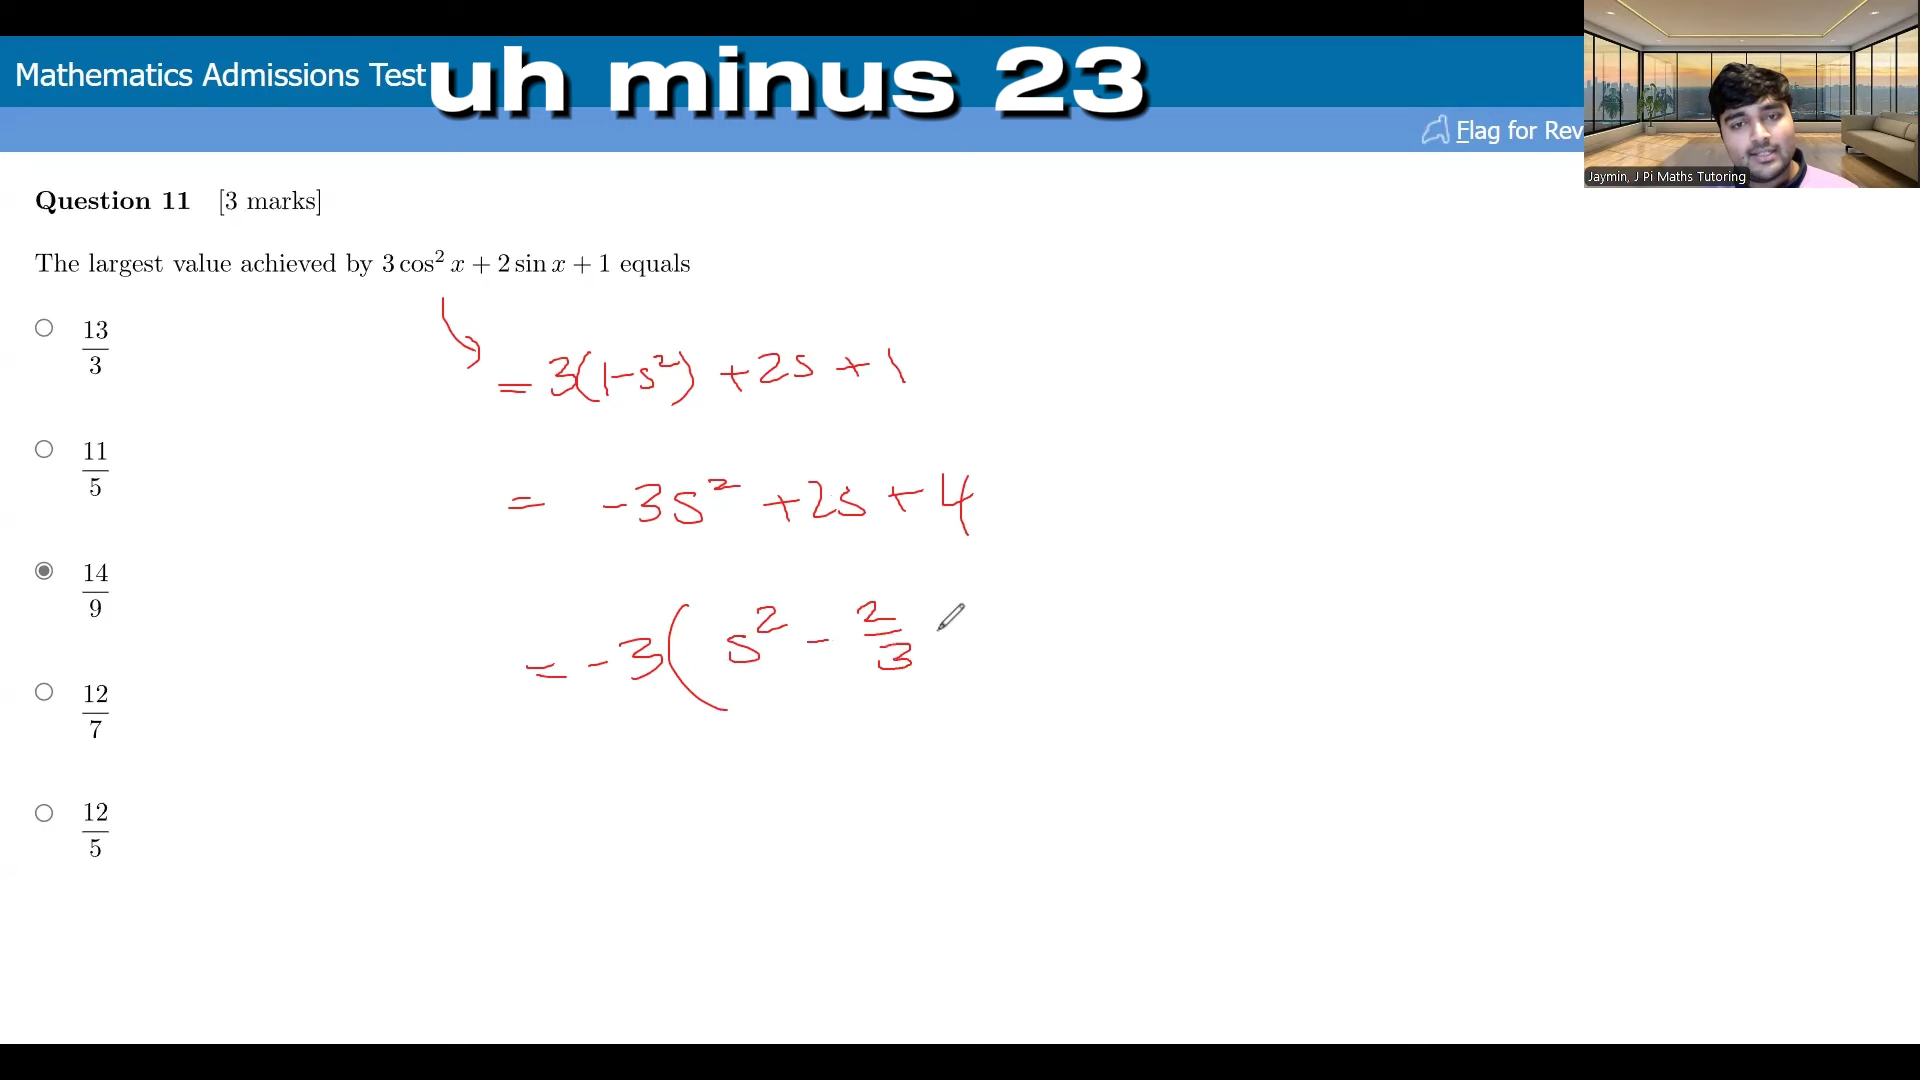 Mathematics Admissions Test
uh minus 23
Flag for Rev
Jaymin, J Pi Maths Tutoring
Question 11 [3 marks]
The largest value achieved by 3 cos² x + 2 sin x + 1 equals
13/3
11/5
14/9
12/7
12/5
= 3(1-s²) + 2s + 1
= -3s² + 2s + 4
= -3( s² - 2/3